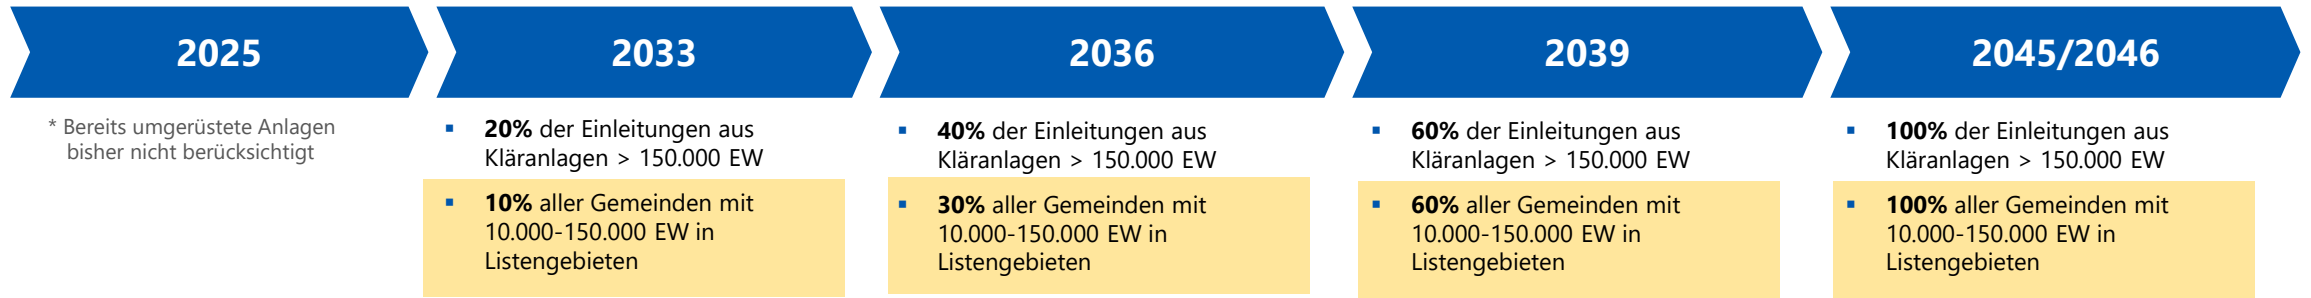 2025
2033
2036
2039
2045/2046
* Bereits umgerüstete Anlagen
bisher nicht berücksichtigt
▪ 20% der Einleitungen aus
Kläranlagen > 150.000 EW
▪ 10% aller Gemeinden mit
10.000-150.000 EW in
Listengebieten
▪ 40% der Einleitungen aus
Kläranlagen > 150.000 EW
▪ 30% aller Gemeinden mit
10.000-150.000 EW in
Listengebieten
▪ 60% der Einleitungen aus
Kläranlagen > 150.000 EW
▪ 60% aller Gemeinden mit
10.000-150.000 EW in
Listengebieten
▪ 100% der Einleitungen aus
Kläranlagen > 150.000 EW
▪ 100% aller Gemeinden mit
10.000-150.000 EW in
Listengebieten